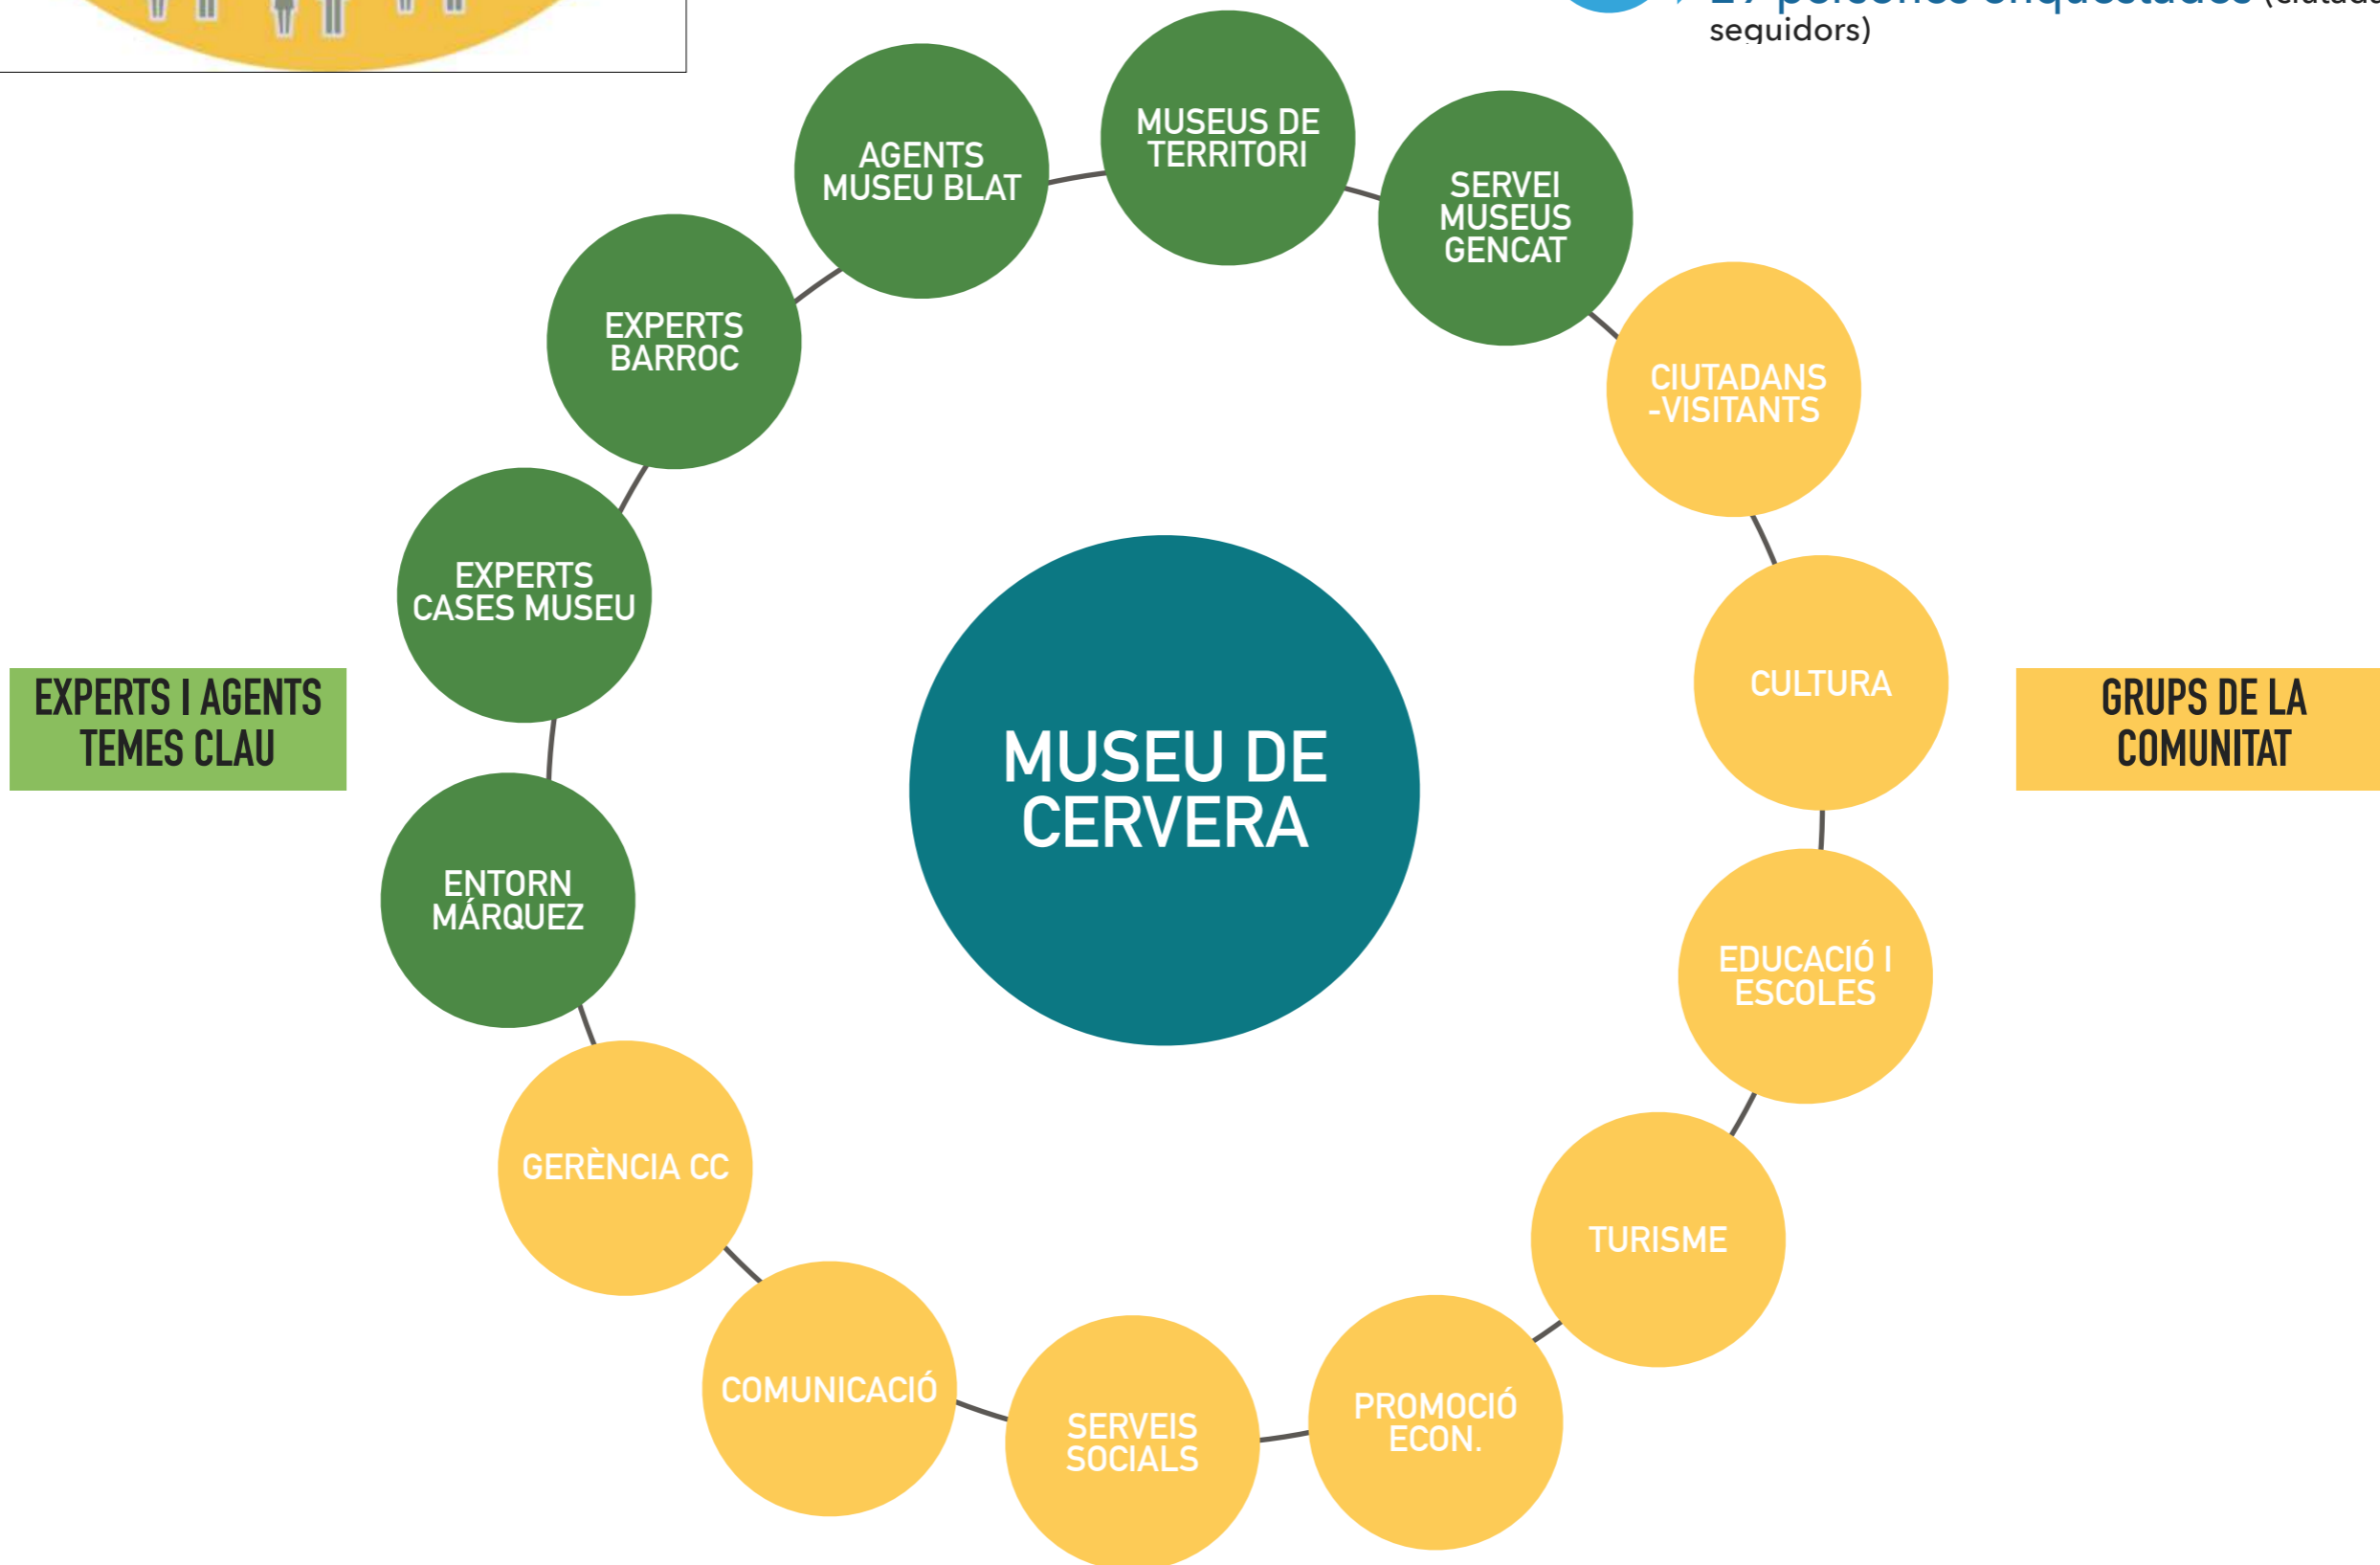 seguidors)
MUSEUS DE
TERRITORI
AGENTS
MUSEU BLAT
SERVEI
MUSEUS
GENCAT
EXPERTS
BARROC
CIUTADANS
-VISITANTS
EXPERTS
CASES MUSEU
CULTURA
EXPERTS I AGENTS
TEMES CLAU
GRUPS DE LA
COMUNITAT
MUSEU DE
CERVERA
ENTORN
MÁRQUEZ
EDUCACIÓ I
ESCOLES
GERÈNCIA CC
TURISME
COMUNICACIÓ
PROMOCIÓ
ECON.
SERVEIS
SOCIALS